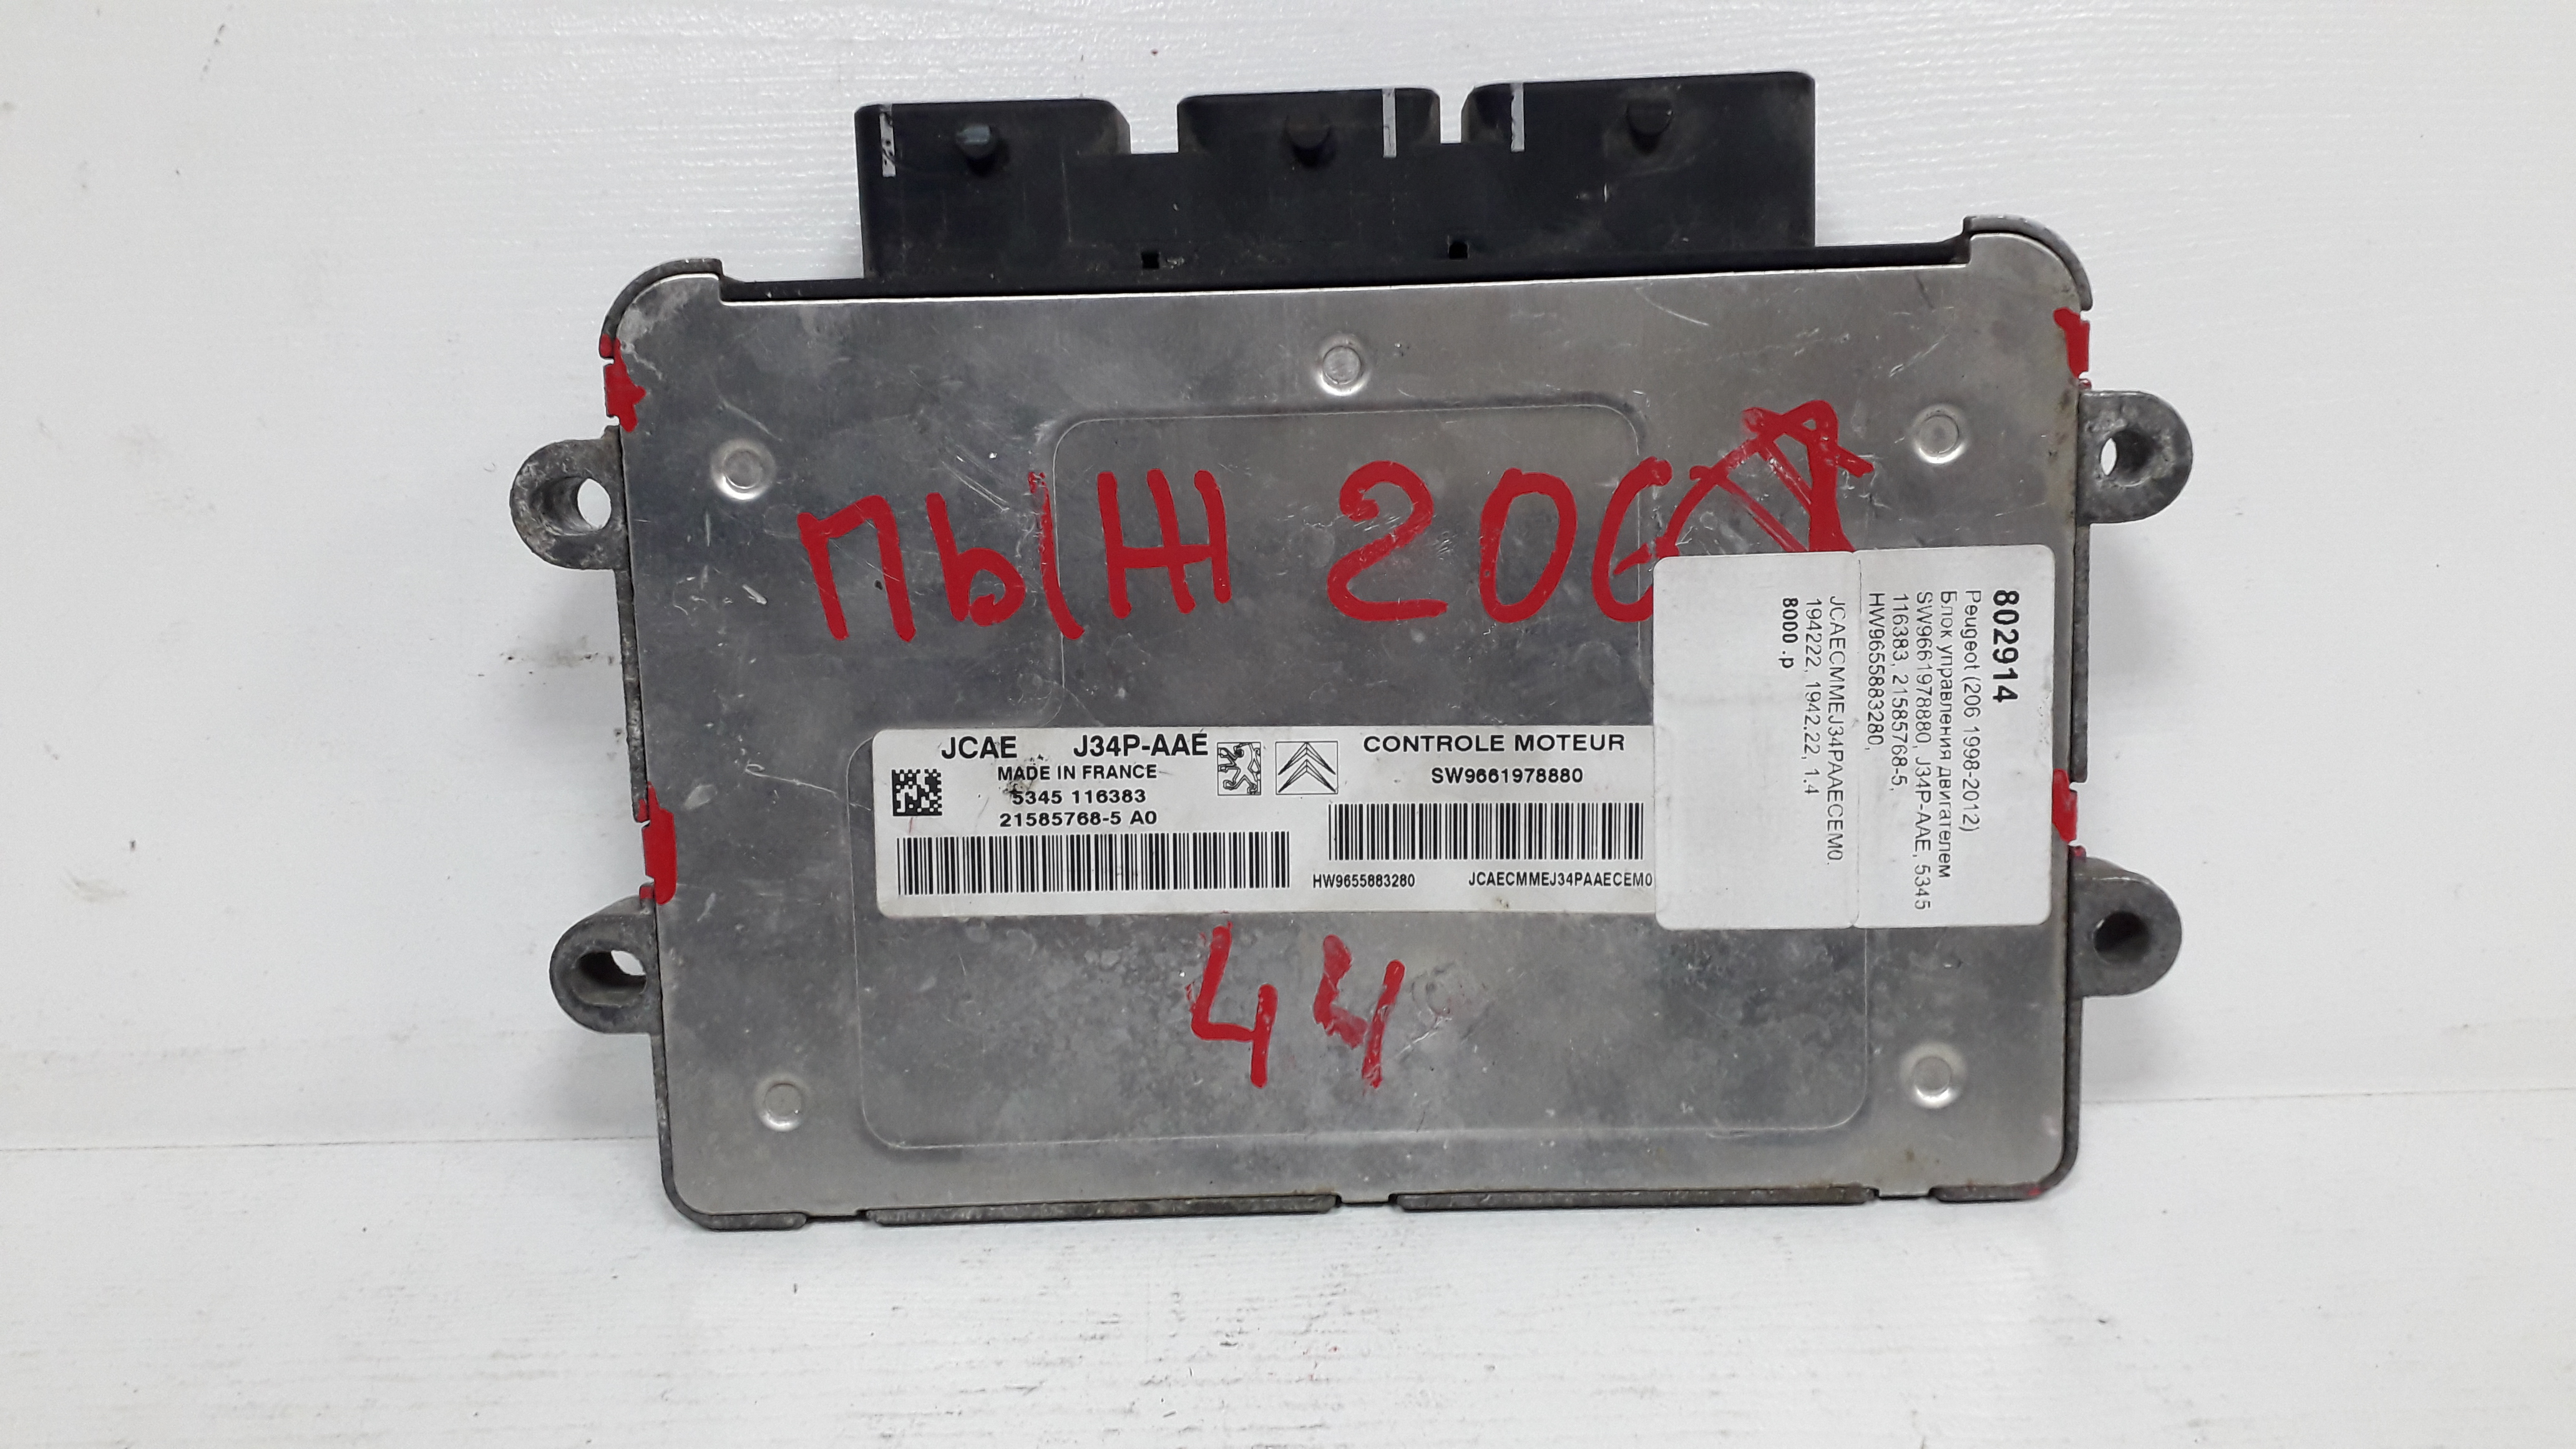 ПЫЖ 206
JCAE J34P-AAE
MADE IN FRANCE
5345 116383
21585768-5 A0
CONTROLE MOTEUR
SW9661978880
HW9655883280 JCAECMMEJ34PAAECEM0
802914
Peugeot (206 1998-2012)
Блок управления двигателем
SW9661978880, J34P-AAE, 5345
116383, 21585768-5,
HW9655883280,
JCAECMMEJ34PAAECEM0.
194222, 1942.22, 1.4
8000 .р
44